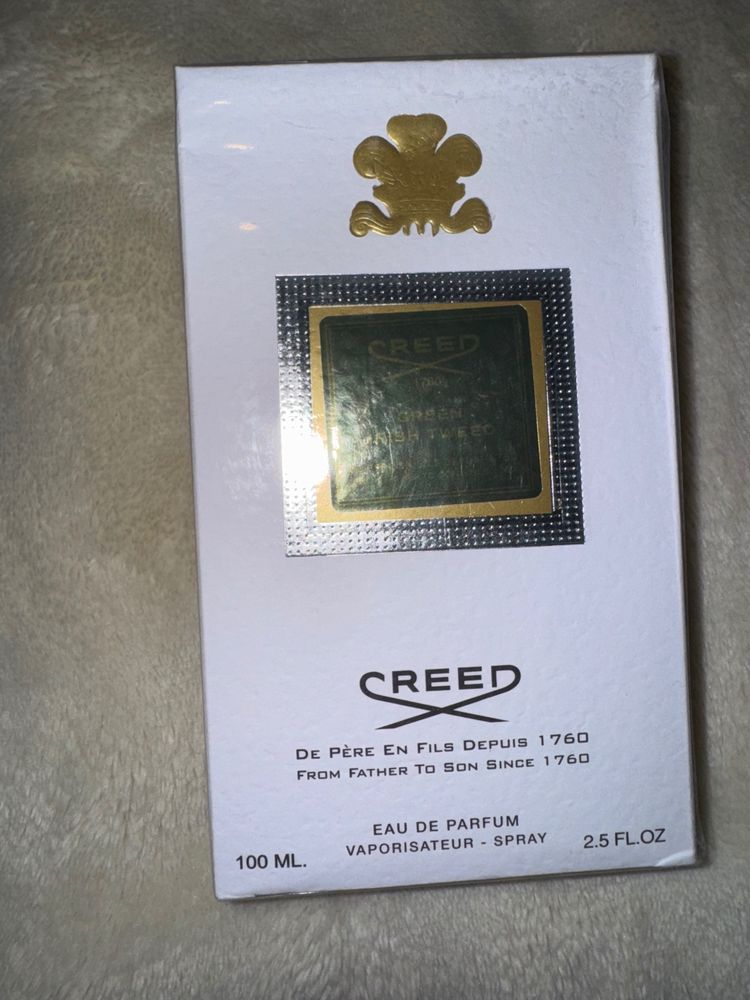 CREED
1760
GREEN
IRISH TWEED
CREED
DE PÈRE EN FILS DEPUIS 1760
FROM FATHER TO SON SINCE 1760
EAU DE PARFUM
100 ML. VAPORISATEUR - SPRAY 2.5 FL.OZ